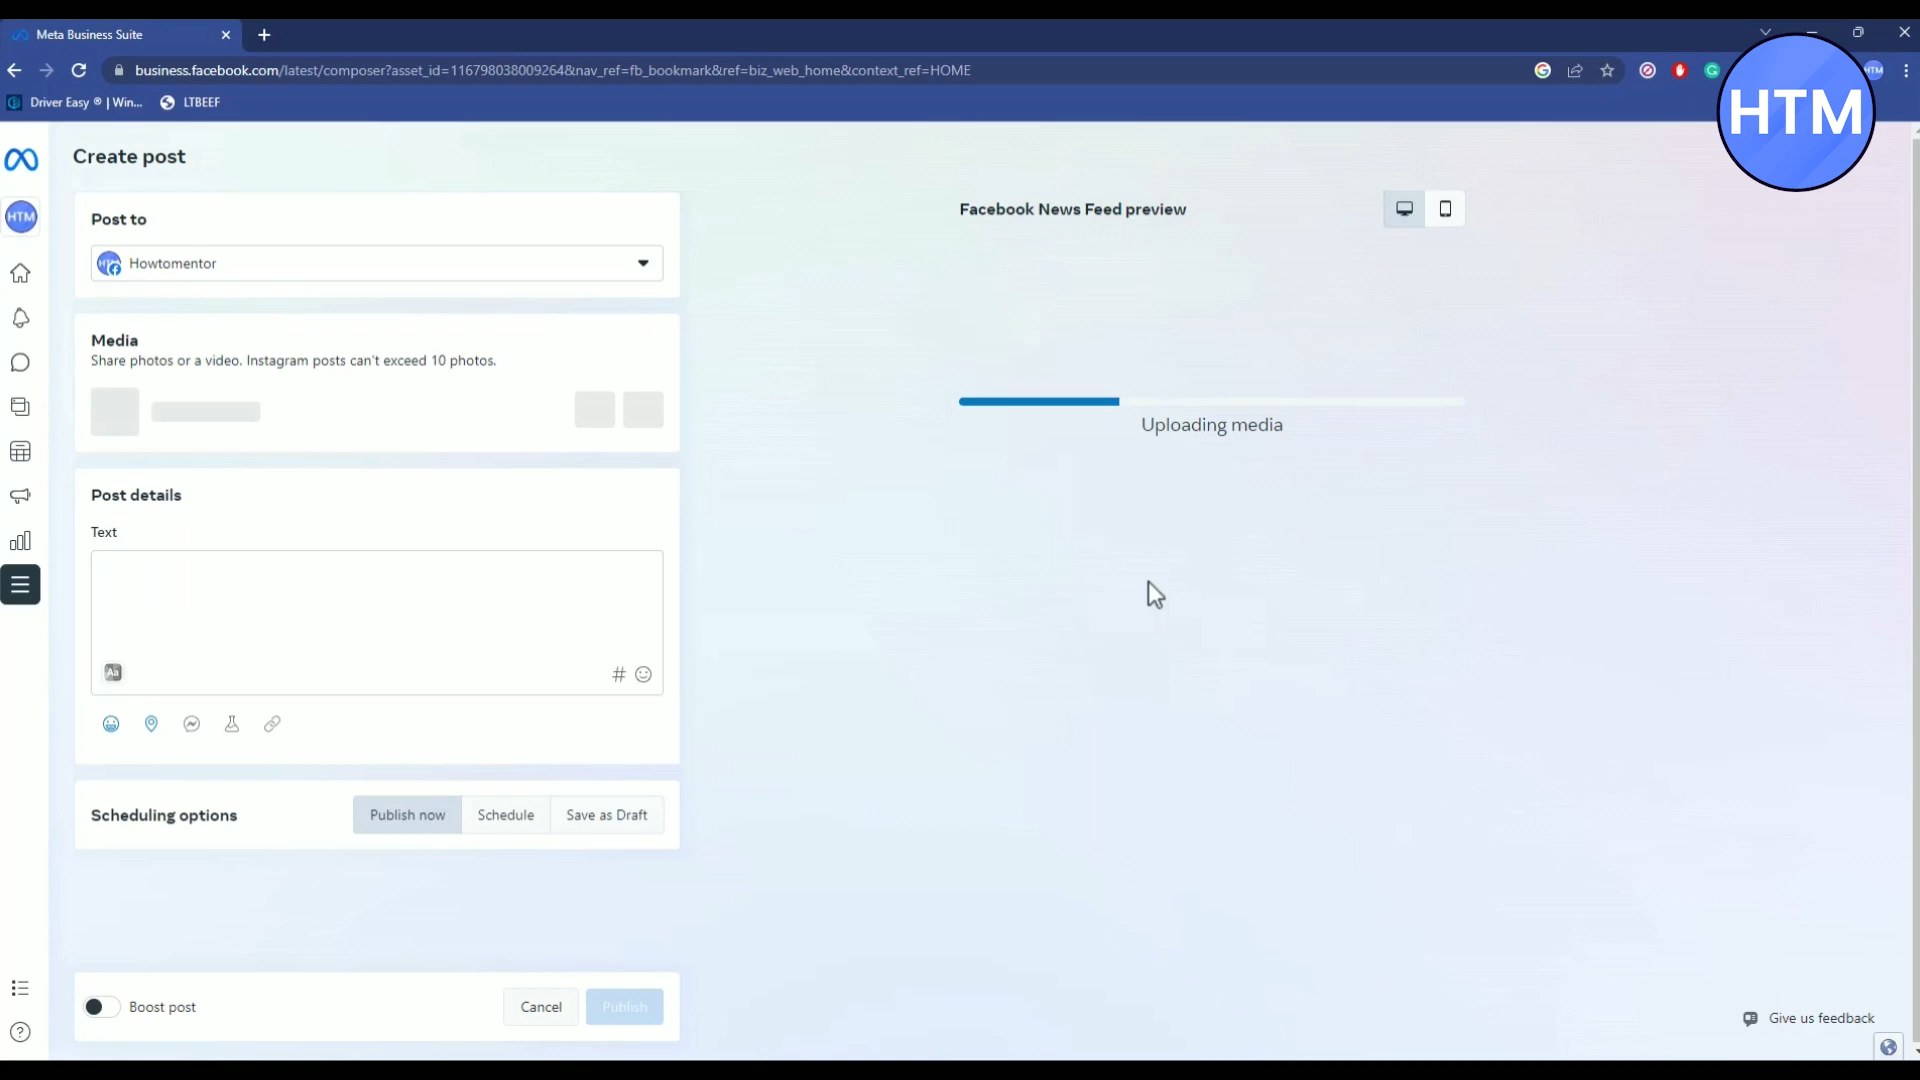 Meta Business Suite
business.facebook.com/latest/composer?asset_id=116798038009264&nav_ref=fb_bookmark&ref=biz_web_home&context_ref=HOME
HTM
Driver Easy ® | Win...
LTBEEF
HTM
Create post
HTM
Post to
Howtomentor
Facebook News Feed preview
Media
Share photos or a video. Instagram posts can't exceed 10 photos.
Uploading media
Post details
Text
Aa
#
Scheduling options
Publish now
Schedule
Save as Draft
Boost post
Cancel
Publish
Give us feedback